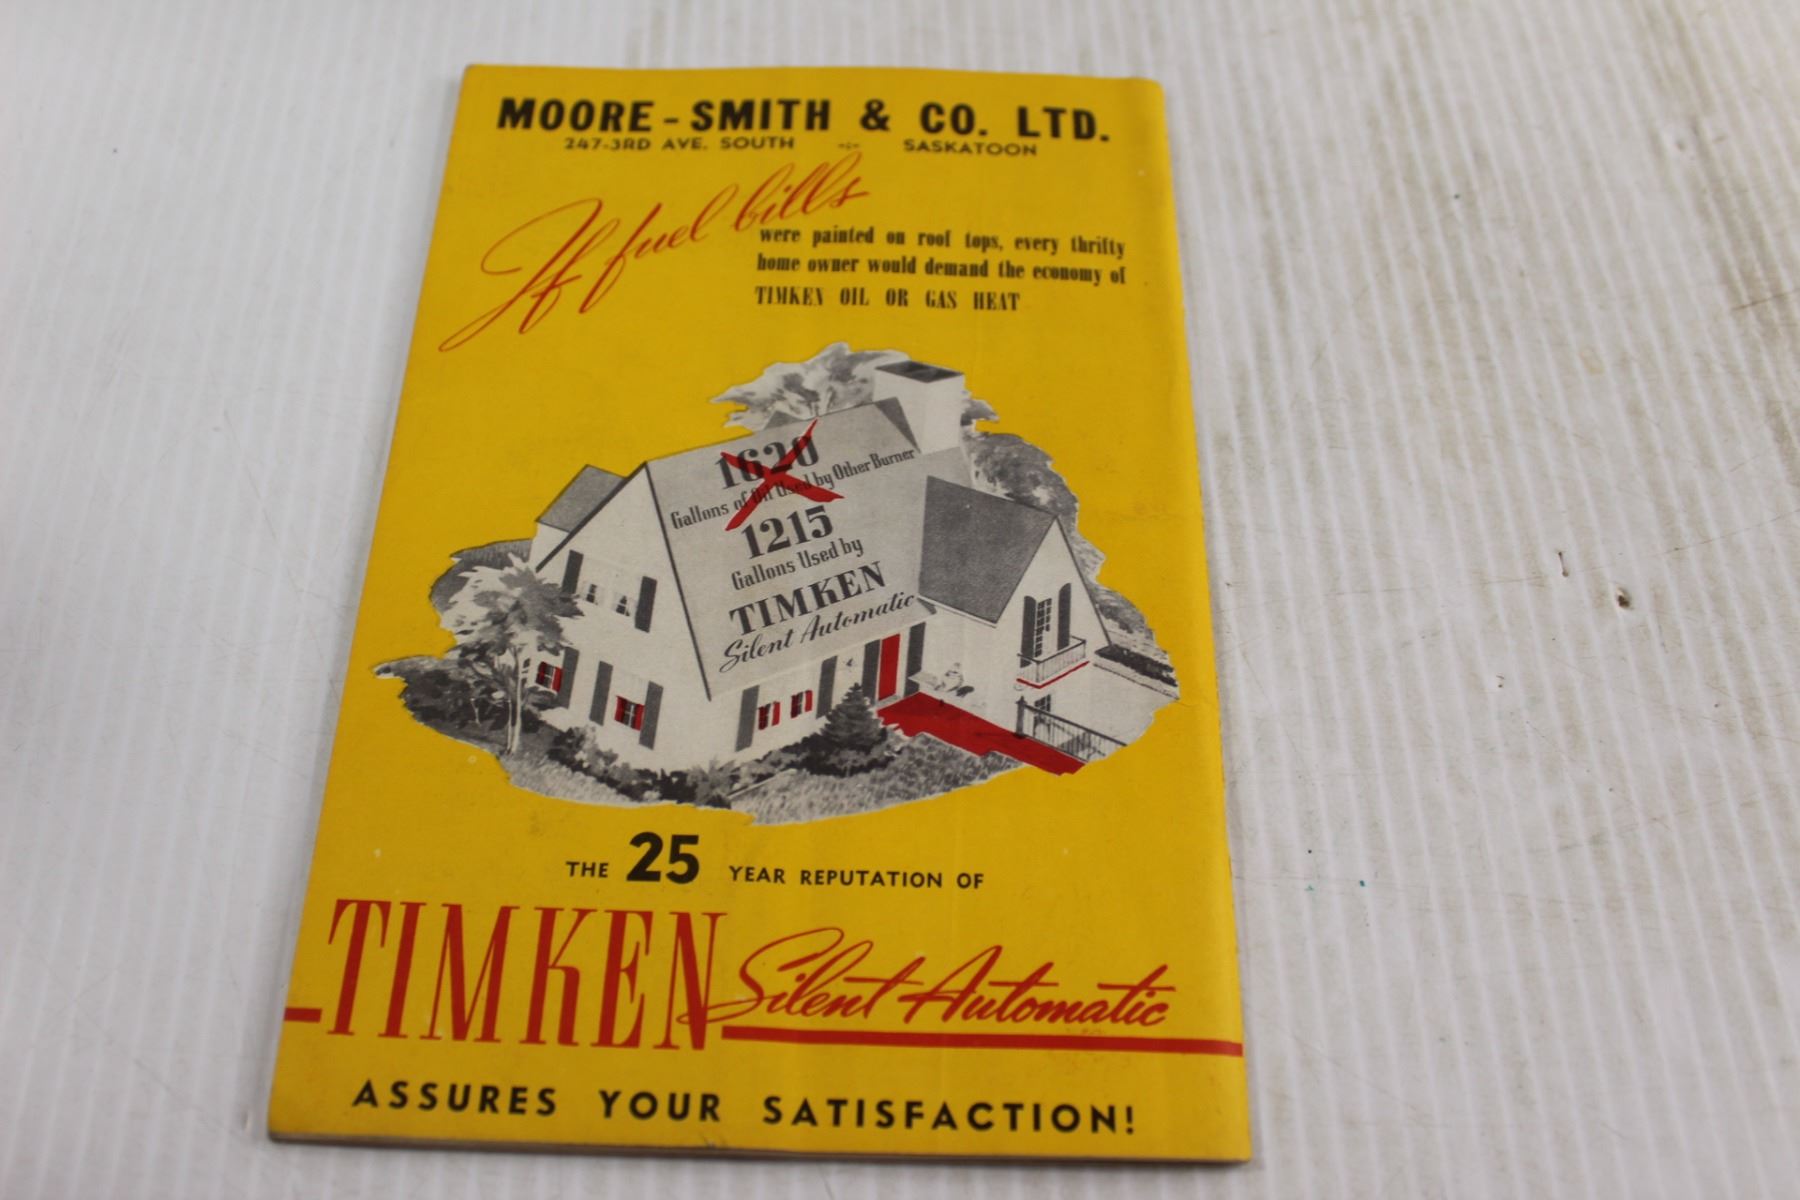 MOORE-SMITH & CO. LTD.
247-3RD AVE. SOUTH SASKATOON
If fuel bills
were painted on roof tops, every thrifty
home owner would demand the economy of
TIMKEN OIL OR GAS HEAT
1620
Gallons of Oil Used by Other Burner
1215
Gallons Used by
TIMKEN
Silent Automatic
THE 25 YEAR REPUTATION OF
TIMKEN Silent Automatic
ASSURES YOUR SATISFACTION!